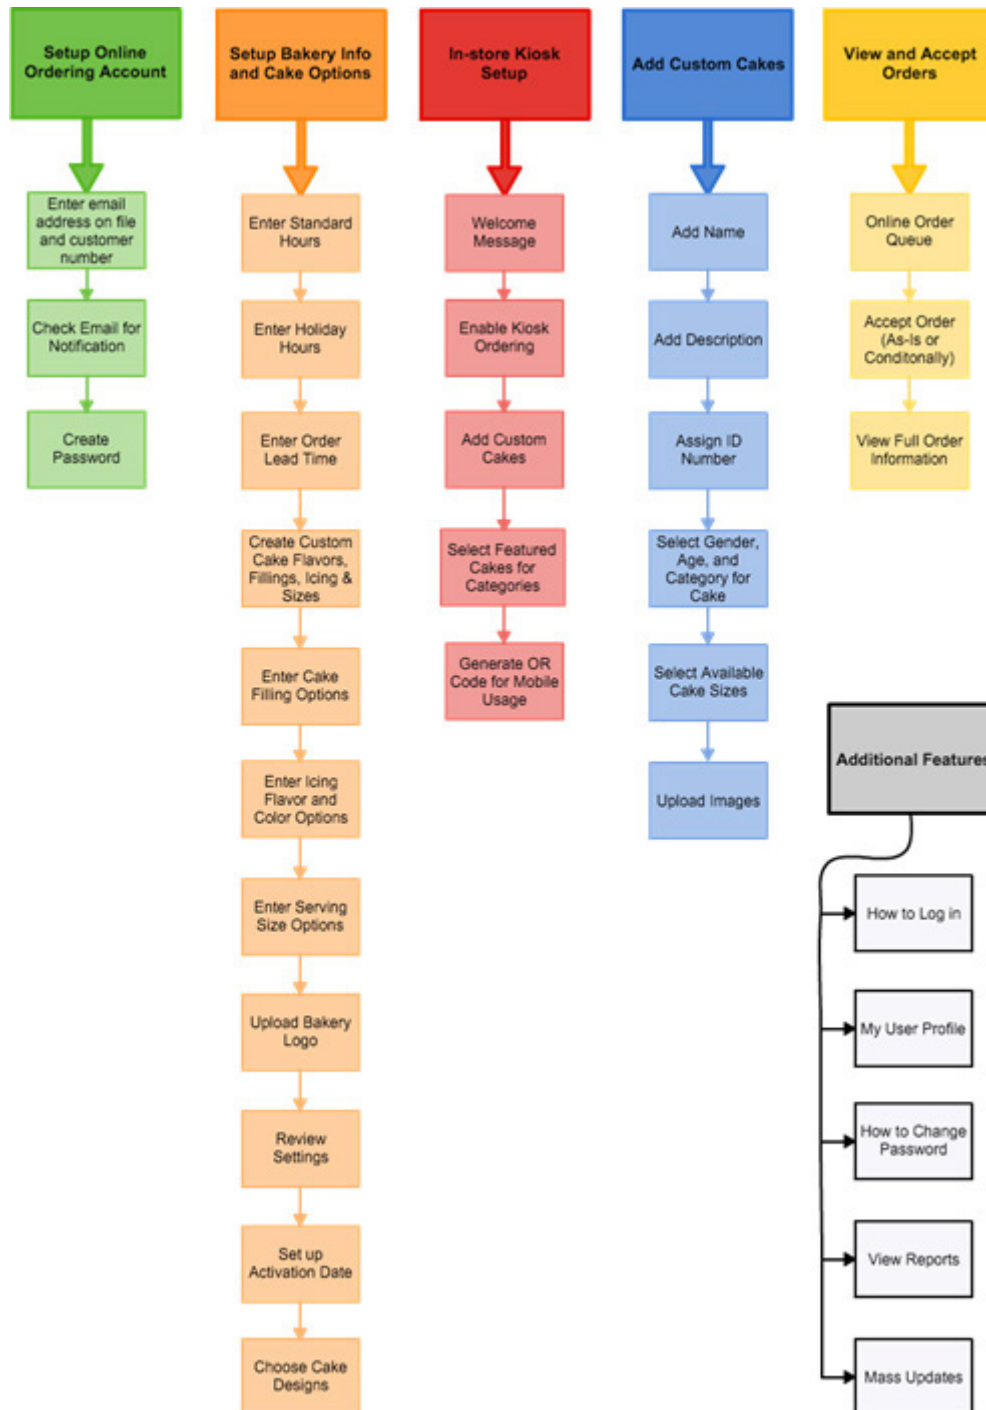 Setup Online
Ordering Account
Enter email
address on file
and customer
number
Check Email for
Notification
Create
Password
Setup Bakery Info
and Cake Options
Enter Standard
Hours
Enter Holiday
Hours
Enter Order
Lead Time
Create Custom
Cake Flavors,
Fillings, Icing &
Sizes
Enter Cake
Filling Options
Enter Icing
Flavor and
Color Options
Enter Serving
Size Options
Upload Bakery
Logo
Review
Settings
Set up
Activation Date
Choose Cake
Designs
In-store Kiosk
Setup
Welcome
Message
Enable Kiosk
Ordering
Add Custom
Cakes
Select Featured
Cakes for
Categories
Generate OR
Code for Mobile
Usage
Add Custom Cakes
Add Name
Add Description
Assign ID
Number
Select Gender,
Age, and
Category for
Cake
Select Available
Cake Sizes
Upload Images
View and Accept
Orders
Online Order
Queue
Accept Order
(As-Is or
Conditonally)
View Full Order
Information
Additional Features
How to Log in
My User Profile
How to Change
Password
View Reports
Mass Updates